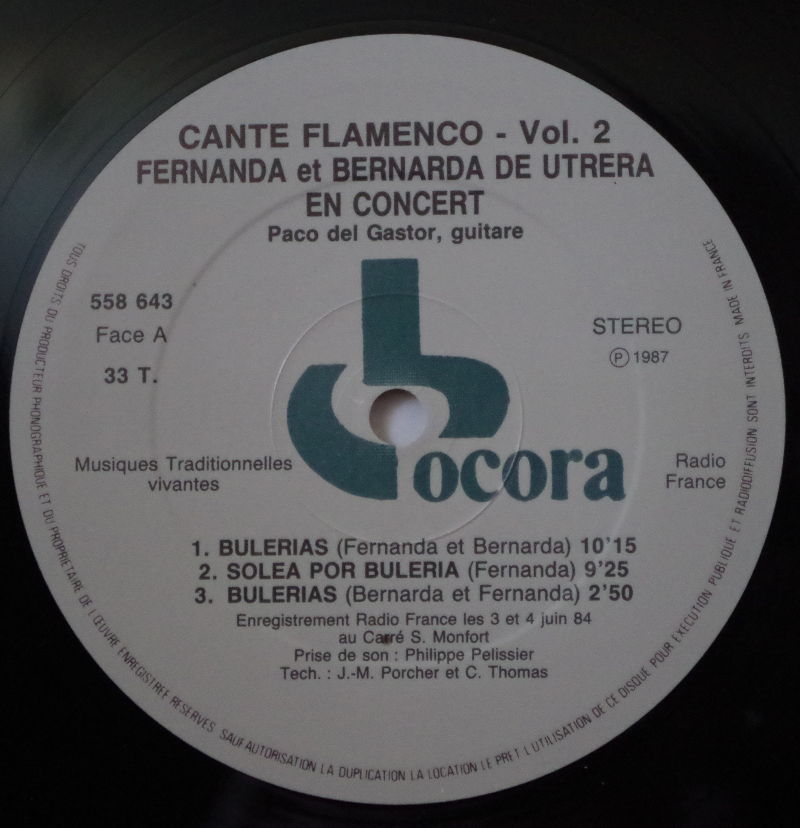 CANTE FLAMENCO - Vol. 2
FERNANDA et BERNARDA DE UTRERA
EN CONCERT
Paco del Gastor, guitare
558 643
Face A
33 T.
STEREO
Ⓟ 1987
Musiques Traditionnelles
vivantes
ocora
Radio
France
1. BULERIAS (Fernanda et Bernarda) 10'15
2. SOLEA POR BULERIA (Fernanda) 9'25
3. BULERIAS (Bernarda et Fernanda) 2'50
Enregistrement Radio France les 3 et 4 juin 84
au Carré S. Monfort
Prise de son : Philippe Pelissier
Tech. : J.-M. Porcher et C. Thomas
TOUS DROITS DU PRODUCTEUR PHONOGRAPHIQUE ET DU PROPRIETAIRE DE L'ŒUVRE ENREGISTREE RESERVES SAUF AUTORISATION LA DUPLICATION LA LOCATION LE PRET L'UTILISATION DE CE DISQUE POUR EXECUTION PUBLIQUE ET RADIODIFFUSION SONT INTERDITS MADE IN FRANCE